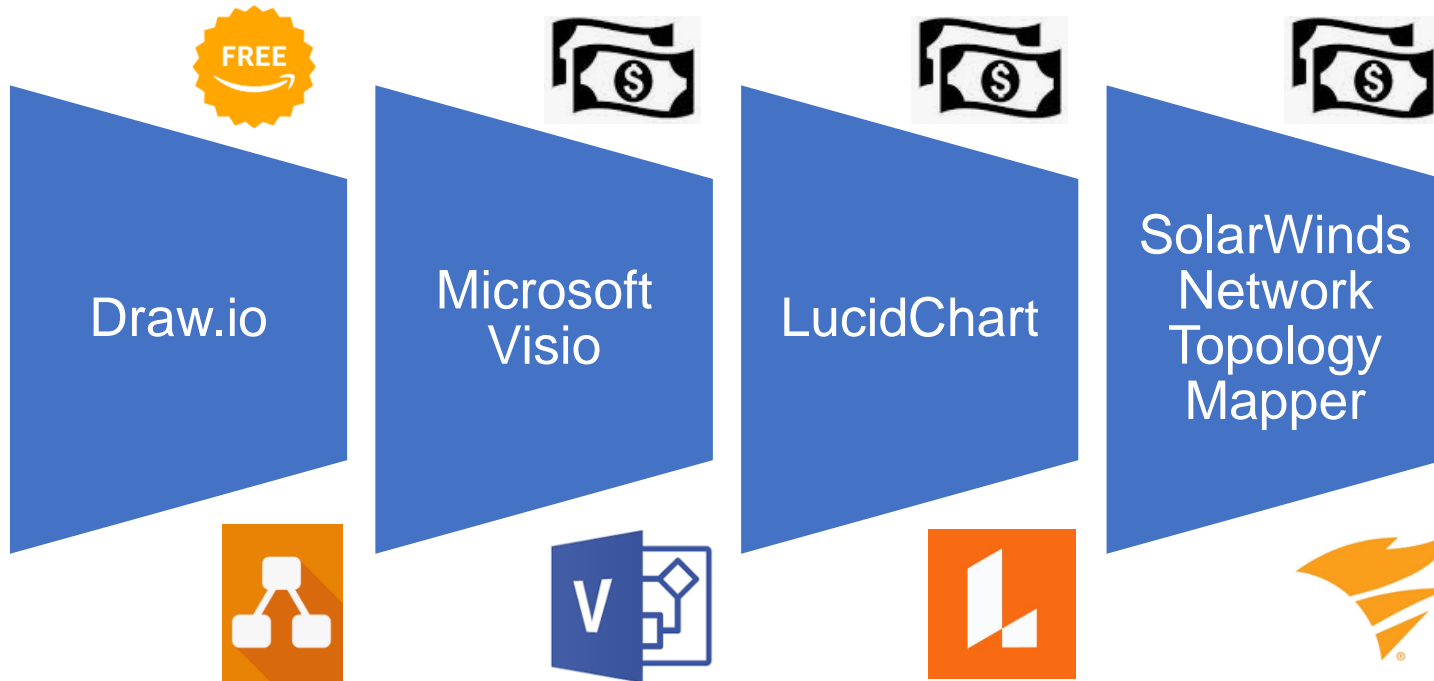 FREE
$
$
$
Draw.io
Microsoft
Visio
LucidChart
SolarWinds
Network
Topology
Mapper
V
®